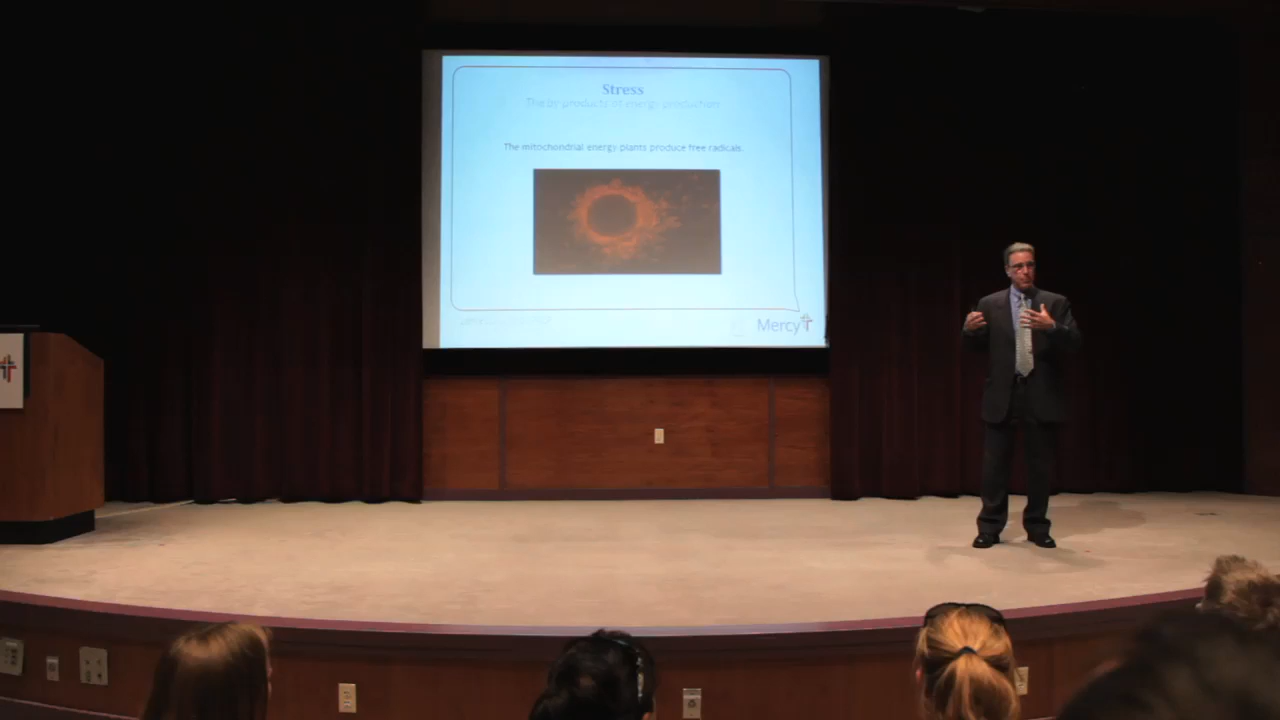 Stress
The by-products of energy production
The mitochondrial energy plants produce free radicals.
Mercy